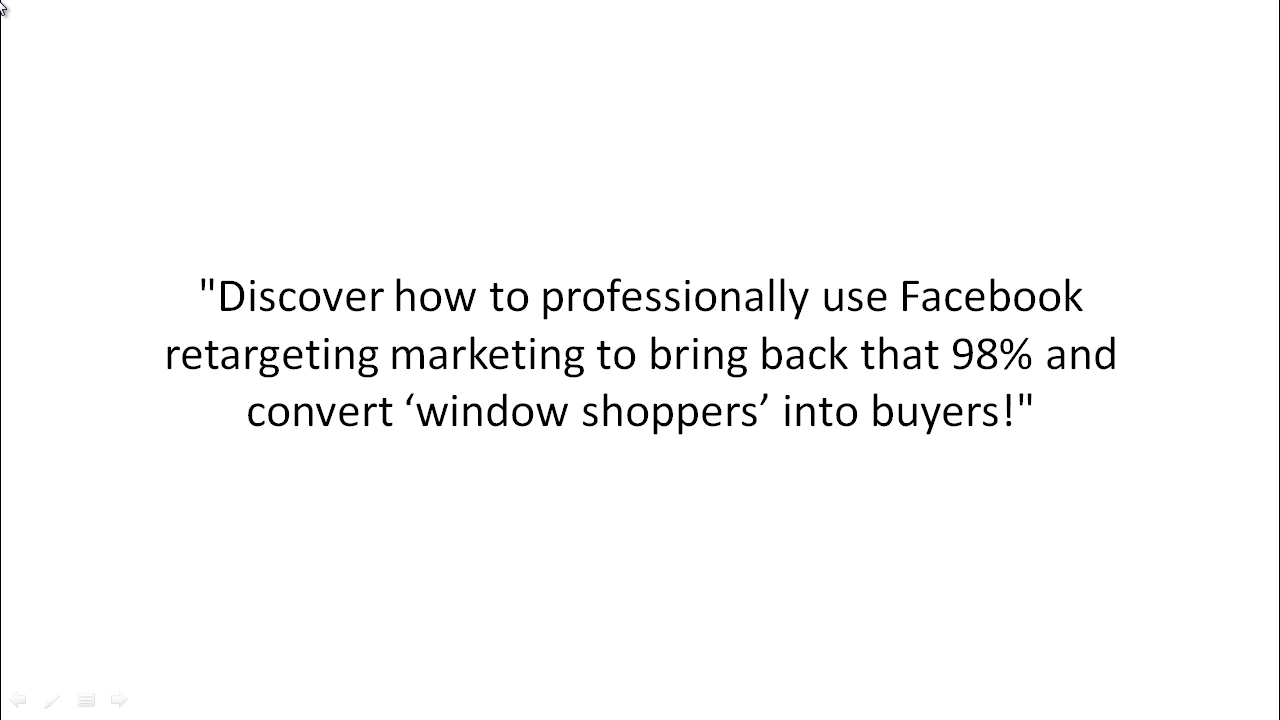 "Discover how to professionally use Facebook
retargeting marketing to bring back that 98% and
convert ‘window shoppers’ into buyers!"